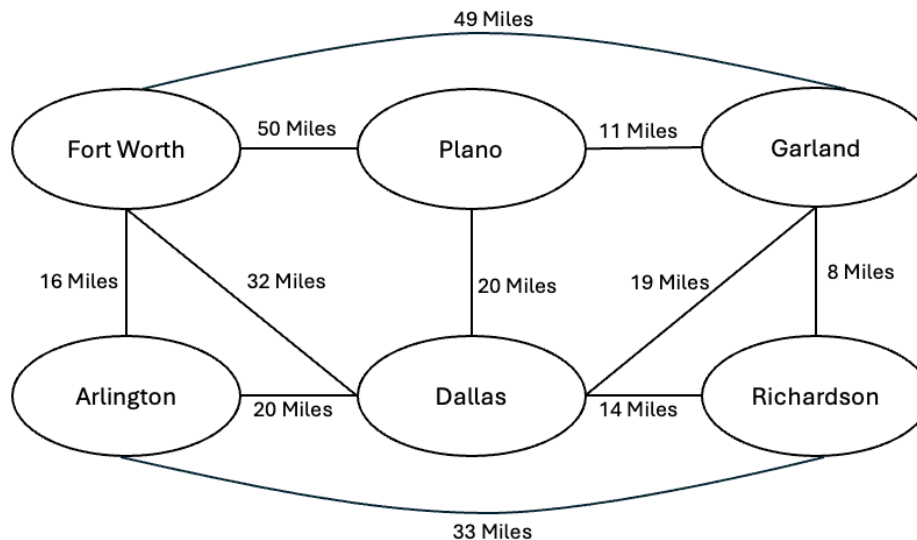 49 Miles
Fort Worth
50 Miles
Plano
11 Miles
Garland
16 Miles
32 Miles
20 Miles
19 Miles
8 Miles
Arlington
20 Miles
Dallas
14 Miles
Richardson
33 Miles